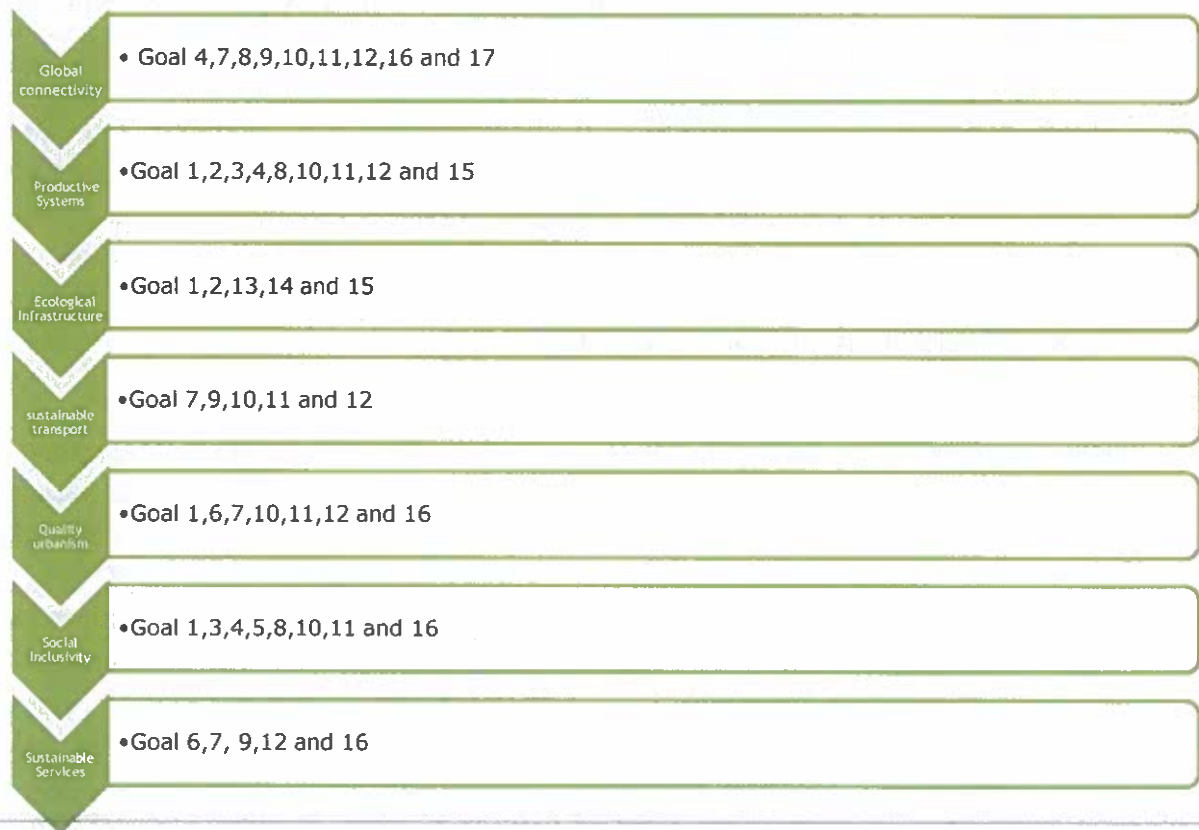 Global
connectivity
• Goal 4,7,8,9,10,11,12,16 and 17
Productive
Systems
•Goal 1,2,3,4,8,10,11,12 and 15
Ecological
Infrastructure
•Goal 1,2,13,14 and 15
sustainable
transport
•Goal 7,9,10,11 and 12
Quality
urbanism
•Goal 1,6,7,10,11,12 and 16
Social
Inclusivity
•Goal 1,3,4,5,8,10,11 and 16
Sustainable
Services
•Goal 6,7, 9,12 and 16